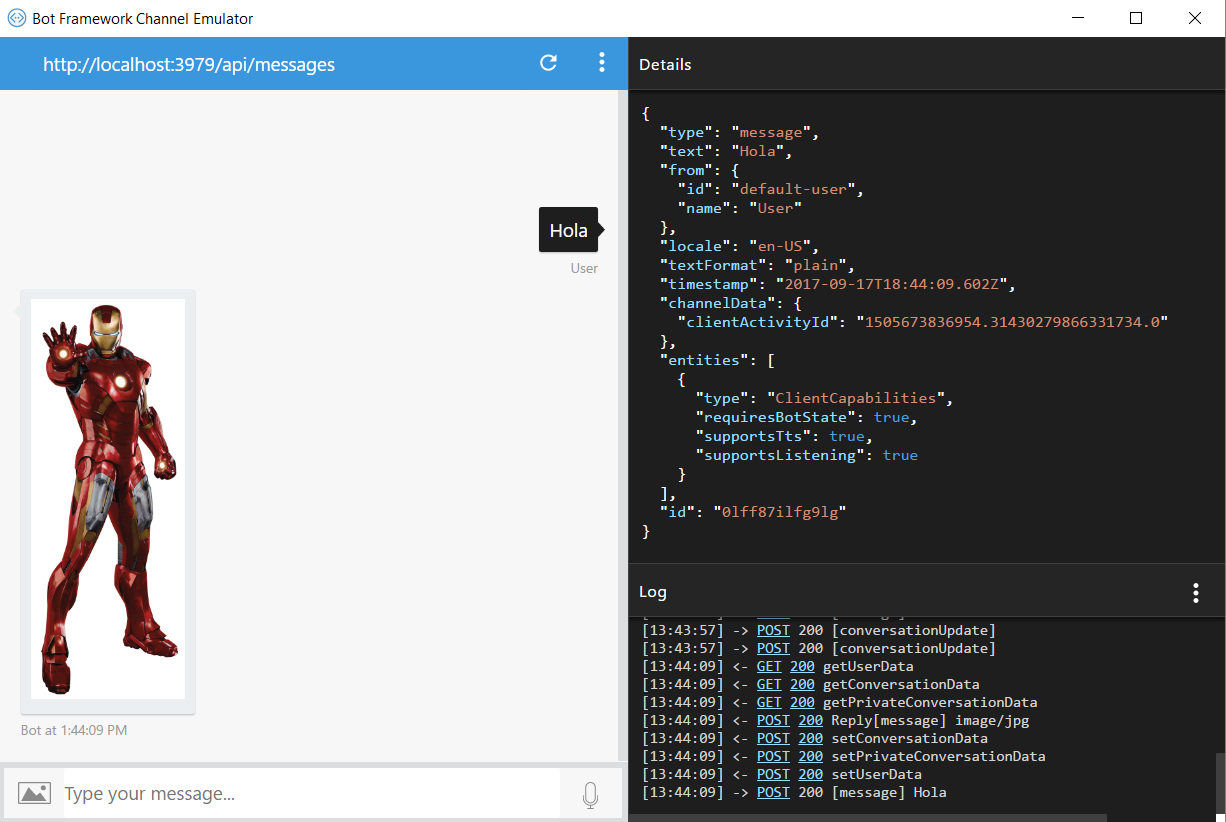 Bot Framework Channel Emulator
http://localhost:3979/api/messages
Hola
User
Bot at 1:44:09 PM
Type your message...
Details
{
"type": "message",
"text": "Hola",
"from": {
"id": "default-user",
"name": "User"
},
"locale": "en-US",
"textFormat": "plain",
"timestamp": "2017-09-17T18:44:09.602Z",
"channelData": {
"clientActivityId": "1505673836954.31430279866331734.0"
},
"entities": [
{
"type": "ClientCapabilities",
"requiresBotState": true,
"supportsTts": true,
"supportsListening": true
}
],
"id": "0lff87ilfg9lg"
}
Log
[13:43:57] -> POST 200 [conversationUpdate]
[13:43:57] -> POST 200 [conversationUpdate]
[13:44:09] <- GET 200 getUserData
[13:44:09] <- GET 200 getConversationData
[13:44:09] <- GET 200 getPrivateConversationData
[13:44:09] <- POST 200 Reply[message] image/jpg
[13:44:09] <- POST 200 setConversationData
[13:44:09] <- POST 200 setPrivateConversationData
[13:44:09] <- POST 200 setUserData
[13:44:09] -> POST 200 [message] Hola